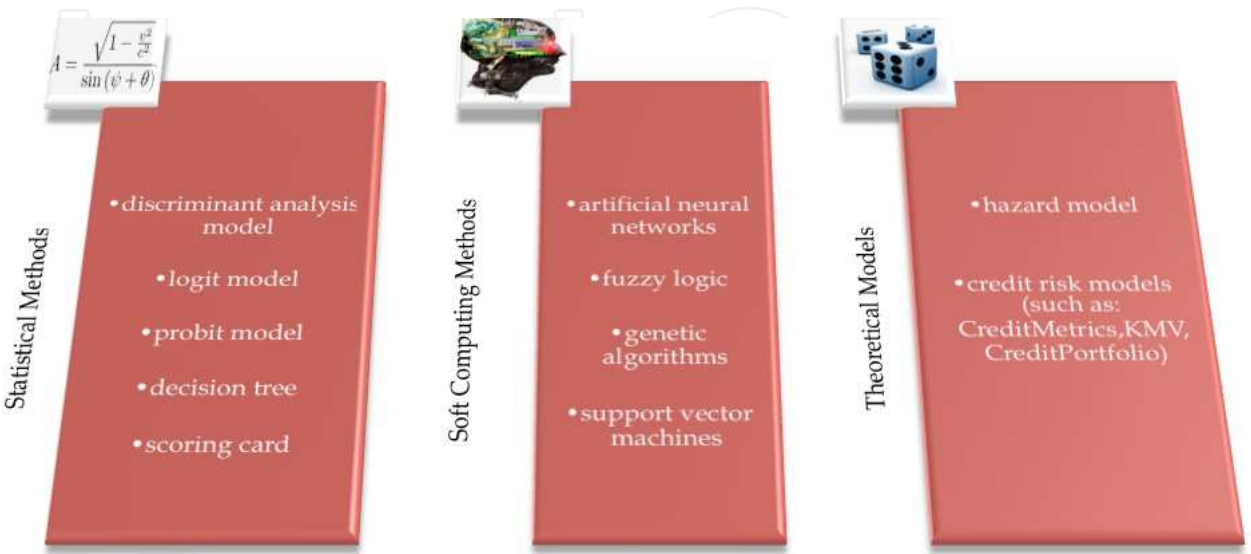 A = √1 − v²/c² / sin (ψ + θ)
Statistical Methods
•discriminant analysis
model
•logit model
•probit model
•decision tree
•scoring card
Soft Computing Methods
•artificial neural
networks
•fuzzy logic
•genetic
algorithms
•support vector
machines
Theoretical Models
•hazard model
•credit risk models
(such as:
CreditMetrics,KMV,
CreditPortfolio)